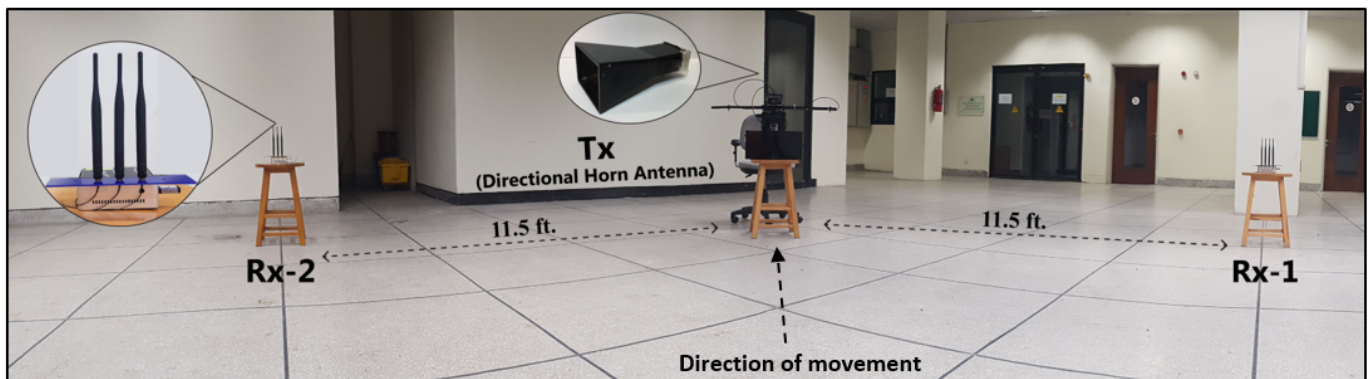 Tx
(Directional Horn Antenna)
11.5 ft.
11.5 ft.
Rx-2
Rx-1
Direction of movement